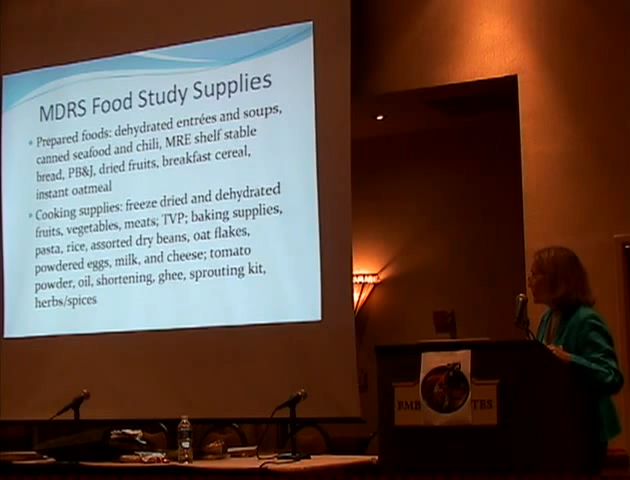 MDRS Food Study Supplies
• Prepared foods: dehydrated entrées and soups,
canned seafood and chili, MRE shelf stable
bread, PB&J, dried fruits, breakfast cereal,
instant oatmeal
• Cooking supplies: freeze dried and dehydrated
fruits, vegetables, meats; TVP; baking supplies,
pasta, rice, assorted dry beans, oat flakes,
powdered eggs, milk, and cheese; tomato
powder, oil, shortening, ghee, sprouting kit,
herbs/spices